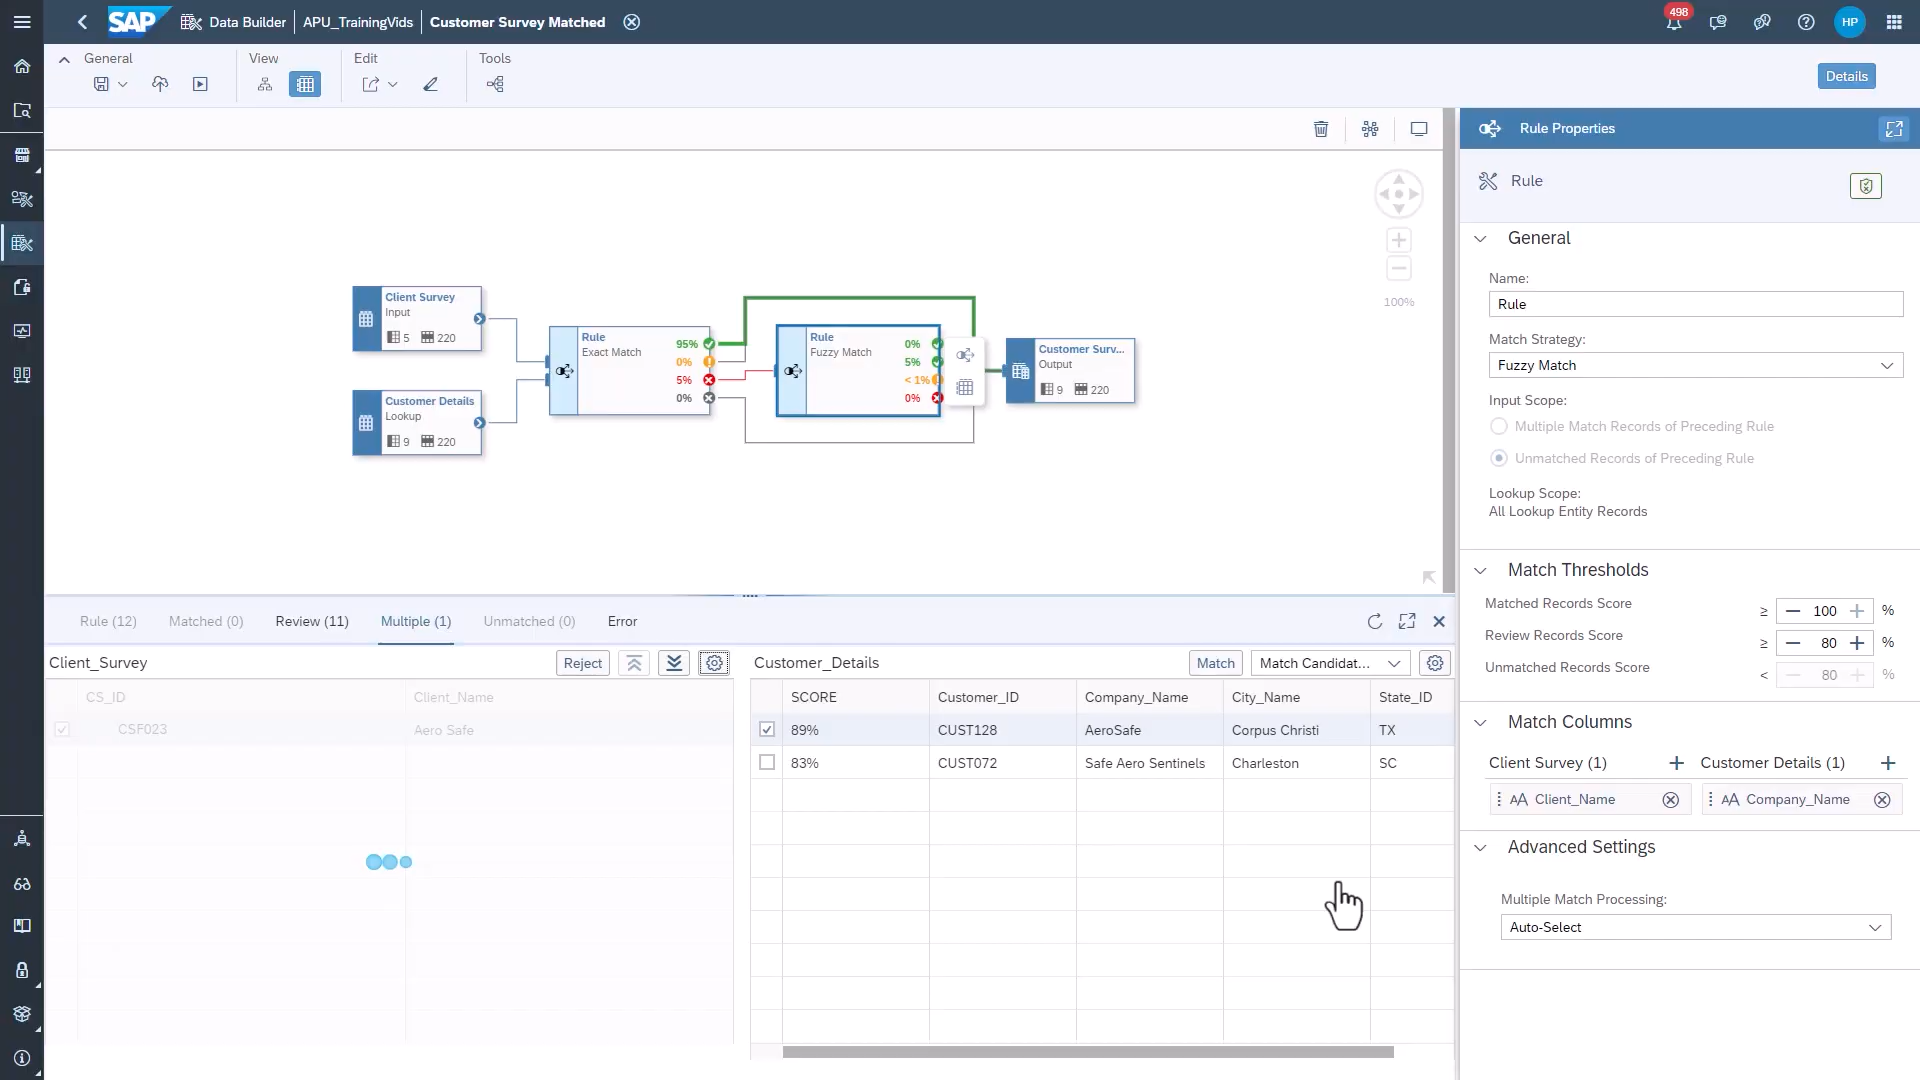 SAP Data Builder APU_TrainingVids Customer Survey Matched
498
HP
General
View
Edit
Tools
Details
Client Survey
Input
5 220
Customer Details
Lookup
9 220
Rule
Exact Match
95%
0%
5%
0%
Rule
Fuzzy Match
0%
5%
< 1%
0%
Customer Surv...
Output
9 220
100%
Rule (12) Matched (0) Review (11) Multiple (1) Unmatched (0) Error
Client_Survey
Reject
CS_ID Client_Name
CSF023 Aero Safe
Customer_Details
Match
Match Candidat...
SCORE Customer_ID Company_Name City_Name State_ID
89% CUST128 AeroSafe Corpus Christi TX
83% CUST072 Safe Aero Sentinels Charleston SC
Rule Properties
Rule
General
Name:
Rule
Match Strategy:
Fuzzy Match
Input Scope:
Multiple Match Records of Preceding Rule
Unmatched Records of Preceding Rule
Lookup Scope:
All Lookup Entity Records
Match Thresholds
Matched Records Score ≥ 100 %
Review Records Score ≥ 80 %
Unmatched Records Score < 80 %
Match Columns
Client Survey (1) Customer Details (1)
AA Client_Name AA Company_Name
Advanced Settings
Multiple Match Processing:
Auto-Select